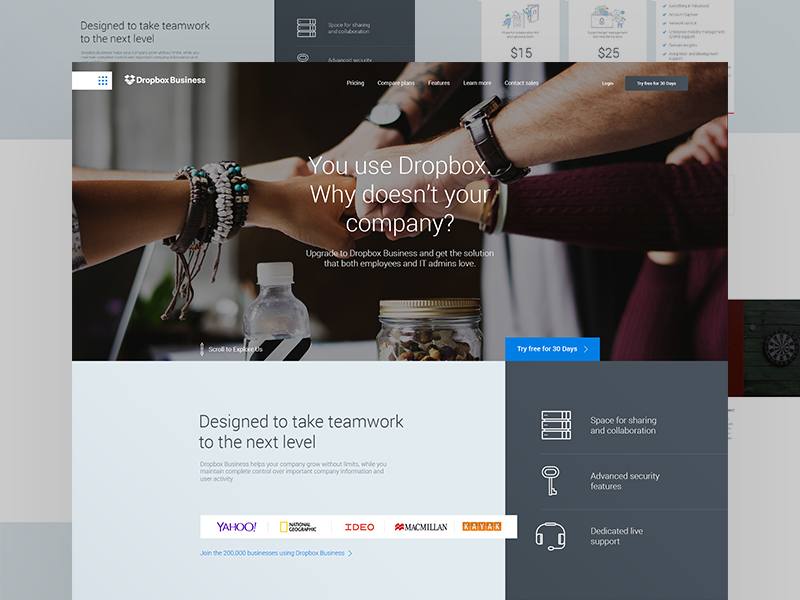 Designed to take teamwork
to the next level
Space for sharing
and collaboration
Advanced security
$15
$25
Dropbox Business
Pricing
Compare plans
Features
Learn more
Contact sales
Login
Try free for 30 Days
You use Dropbox.
Why doesn't your
company?
Upgrade to Dropbox Business and get the solution
that both employees and IT admins love.
Scroll to Explore Us
Try free for 30 Days
Designed to take teamwork
to the next level
Dropbox Business helps your company grow without limits, while you
maintain complete control over important company information and
user activity
YAHOO!
NATIONAL
GEOGRAPHIC
IDEO
MACMILLAN
KAYAK
Join the 200,000 businesses using Dropbox Business
Space for sharing
and collaboration
Advanced security
features
Dedicated live
support